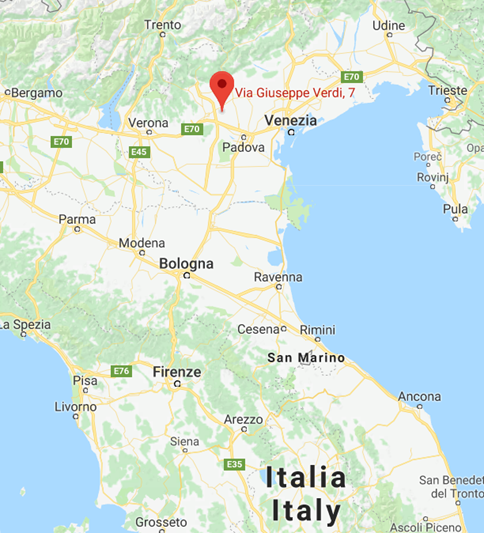 Trento
Udine
Bergamo
Via Giuseppe Verdi, 7
E70
Trieste
Verona
E70
Venezia
E70
E45
Padova
Poreč
Opa
Rovinj
Parma
Pula
Modena
Bologna
Ravenna
La Spezia
Cesena
Rimini
San Marino
E76
Firenze
Pisa
Livorno
Ancona
Arezzo
Siena
E35
Italia
Italy
San Benedet
del Tronto
Grosseto
Ascoli Piceno